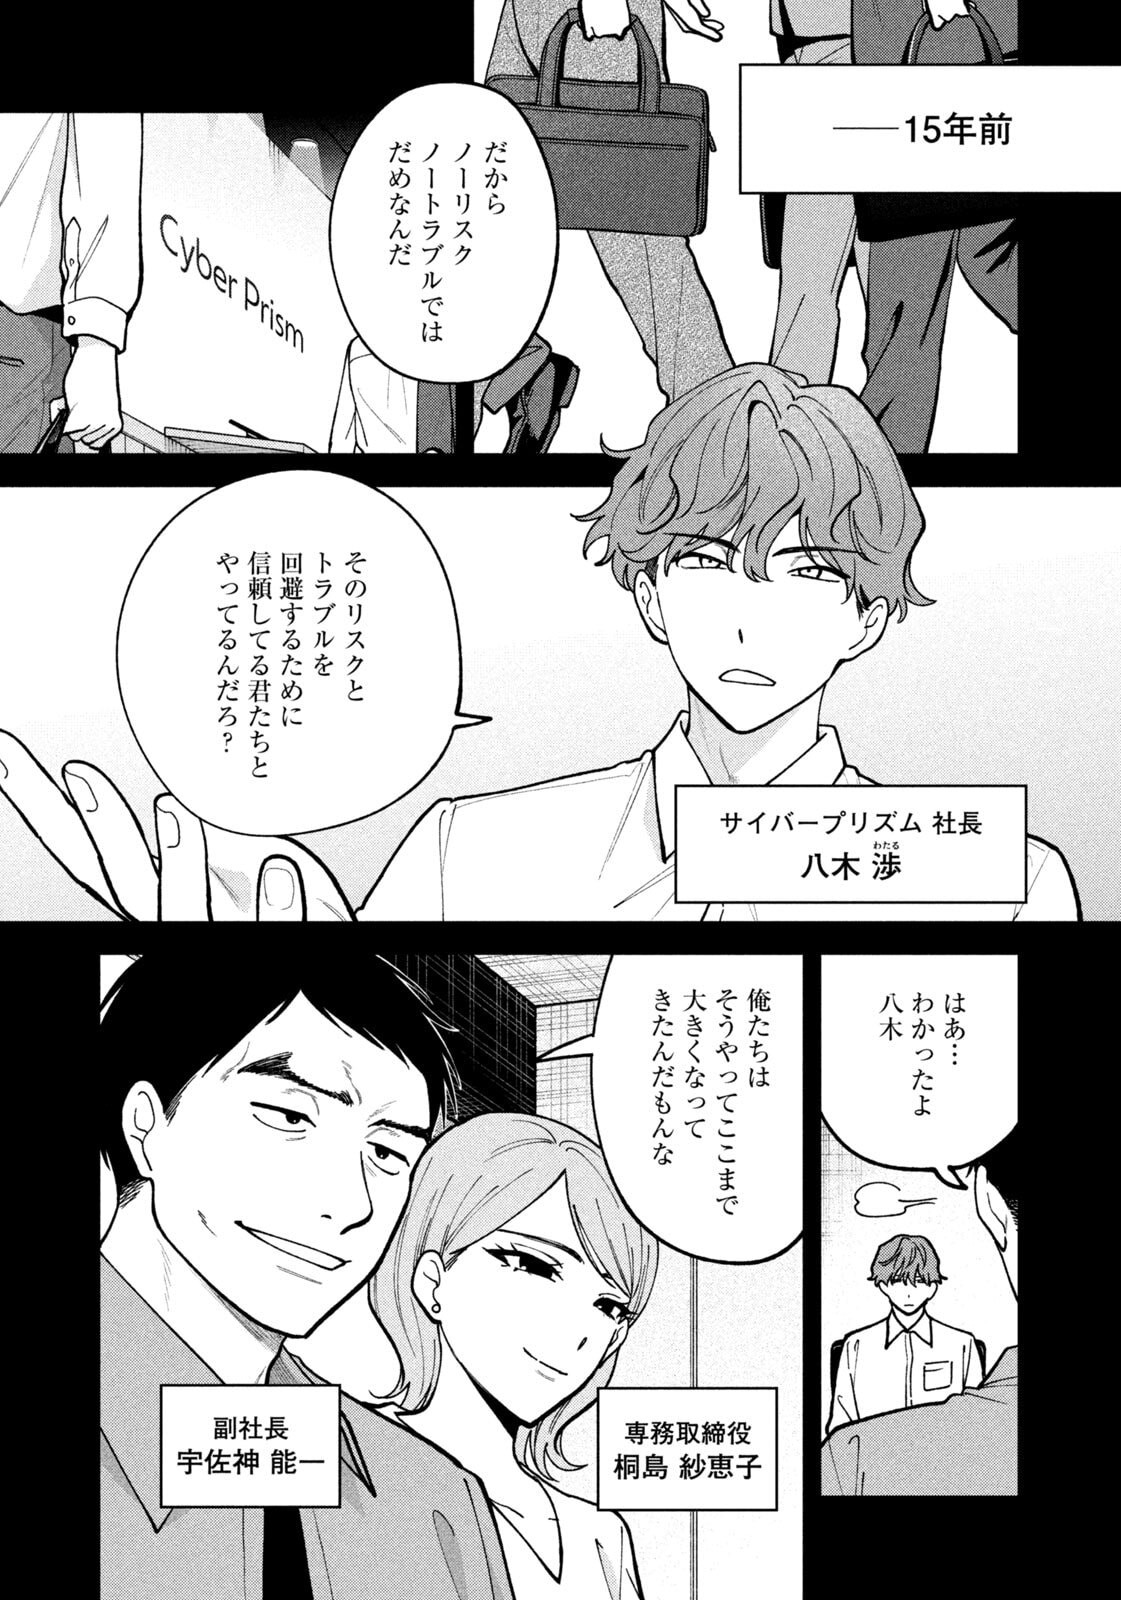 ──15年前
だから
ノーリスク
ノートラブルでは
だめなんだ
Cyber Prism
そのリスクと
トラブルを
回避するために
信頼してる君たちと
やってるんだろ？
サイバープリズム 社長
八木 渉
わたる
はあ…
わかったよ
八木
俺たちは
そうやってここまで
大きくなって
きたんだもんな
専務取締役
桐島 紗恵子
副社長
宇佐神 能一